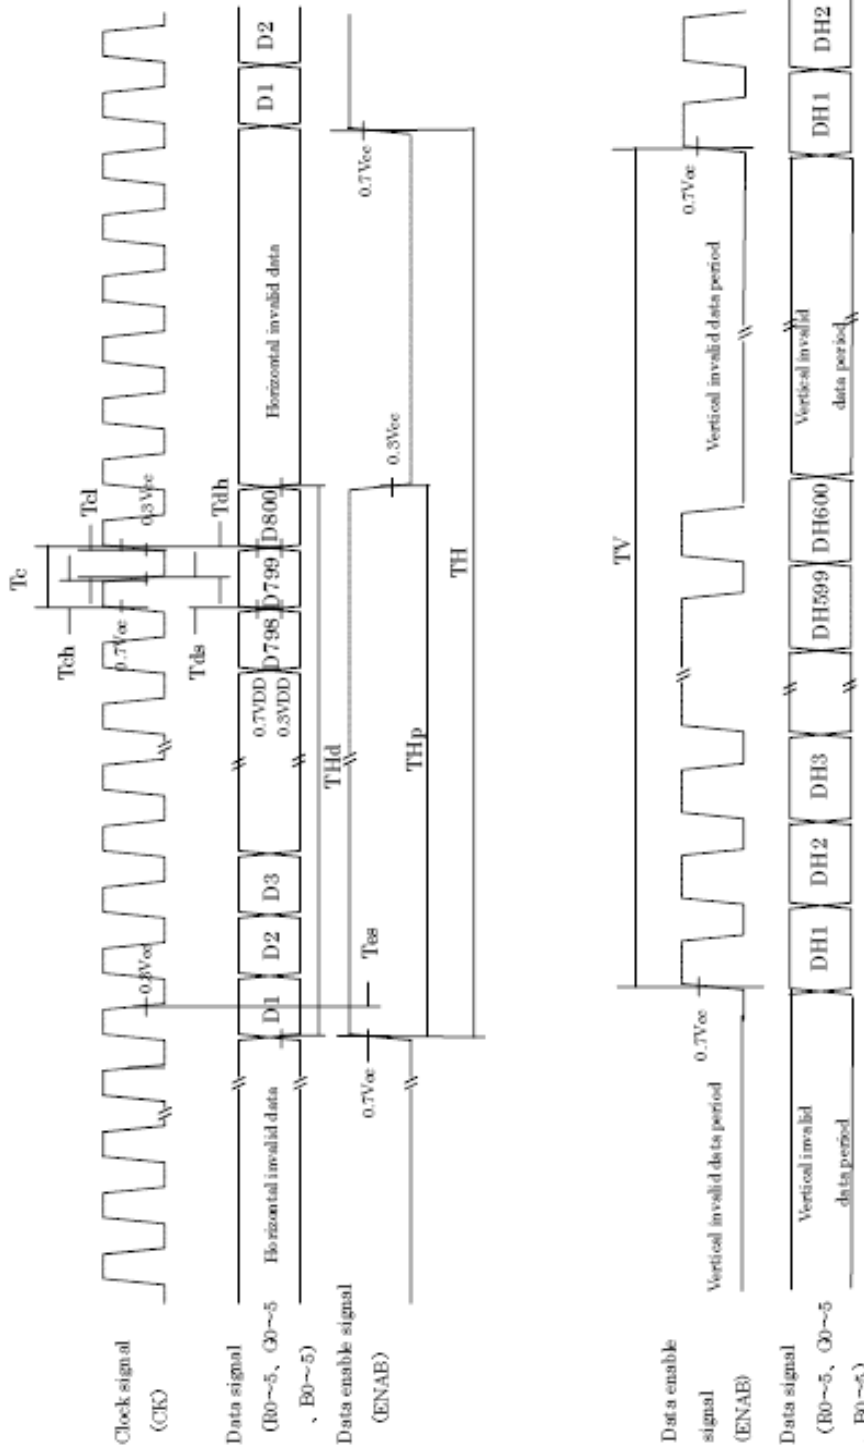 Clock signal
(CK)
0.8Vcc
0.7Vcc
0.3Vcc
Tc
Tch
Tcl
Tds
Tdh
Data signal
(R0～5、G0～5
、B0～5)
Horizontal invalid data
D1
D2
D3
0.7VDD
0.3VDD
D798
D799
D800
Horizontal invalid data
D1
D2
THd
Data enable signal
(ENAB)
0.7Vcc
Tes
THp
0.3Vcc
0.7Vcc
TH
TV
Data enable
signal
(ENAB)
Vertical invalid data period
0.7Vcc
Vertical invalid data period
0.7Vcc
Data signal
(R0～5、G0～5
B0～5)
Vertical invalid
data period
DH1
DH2
DH3
DH599
DH600
Vertical invalid
data period
DH1
DH2